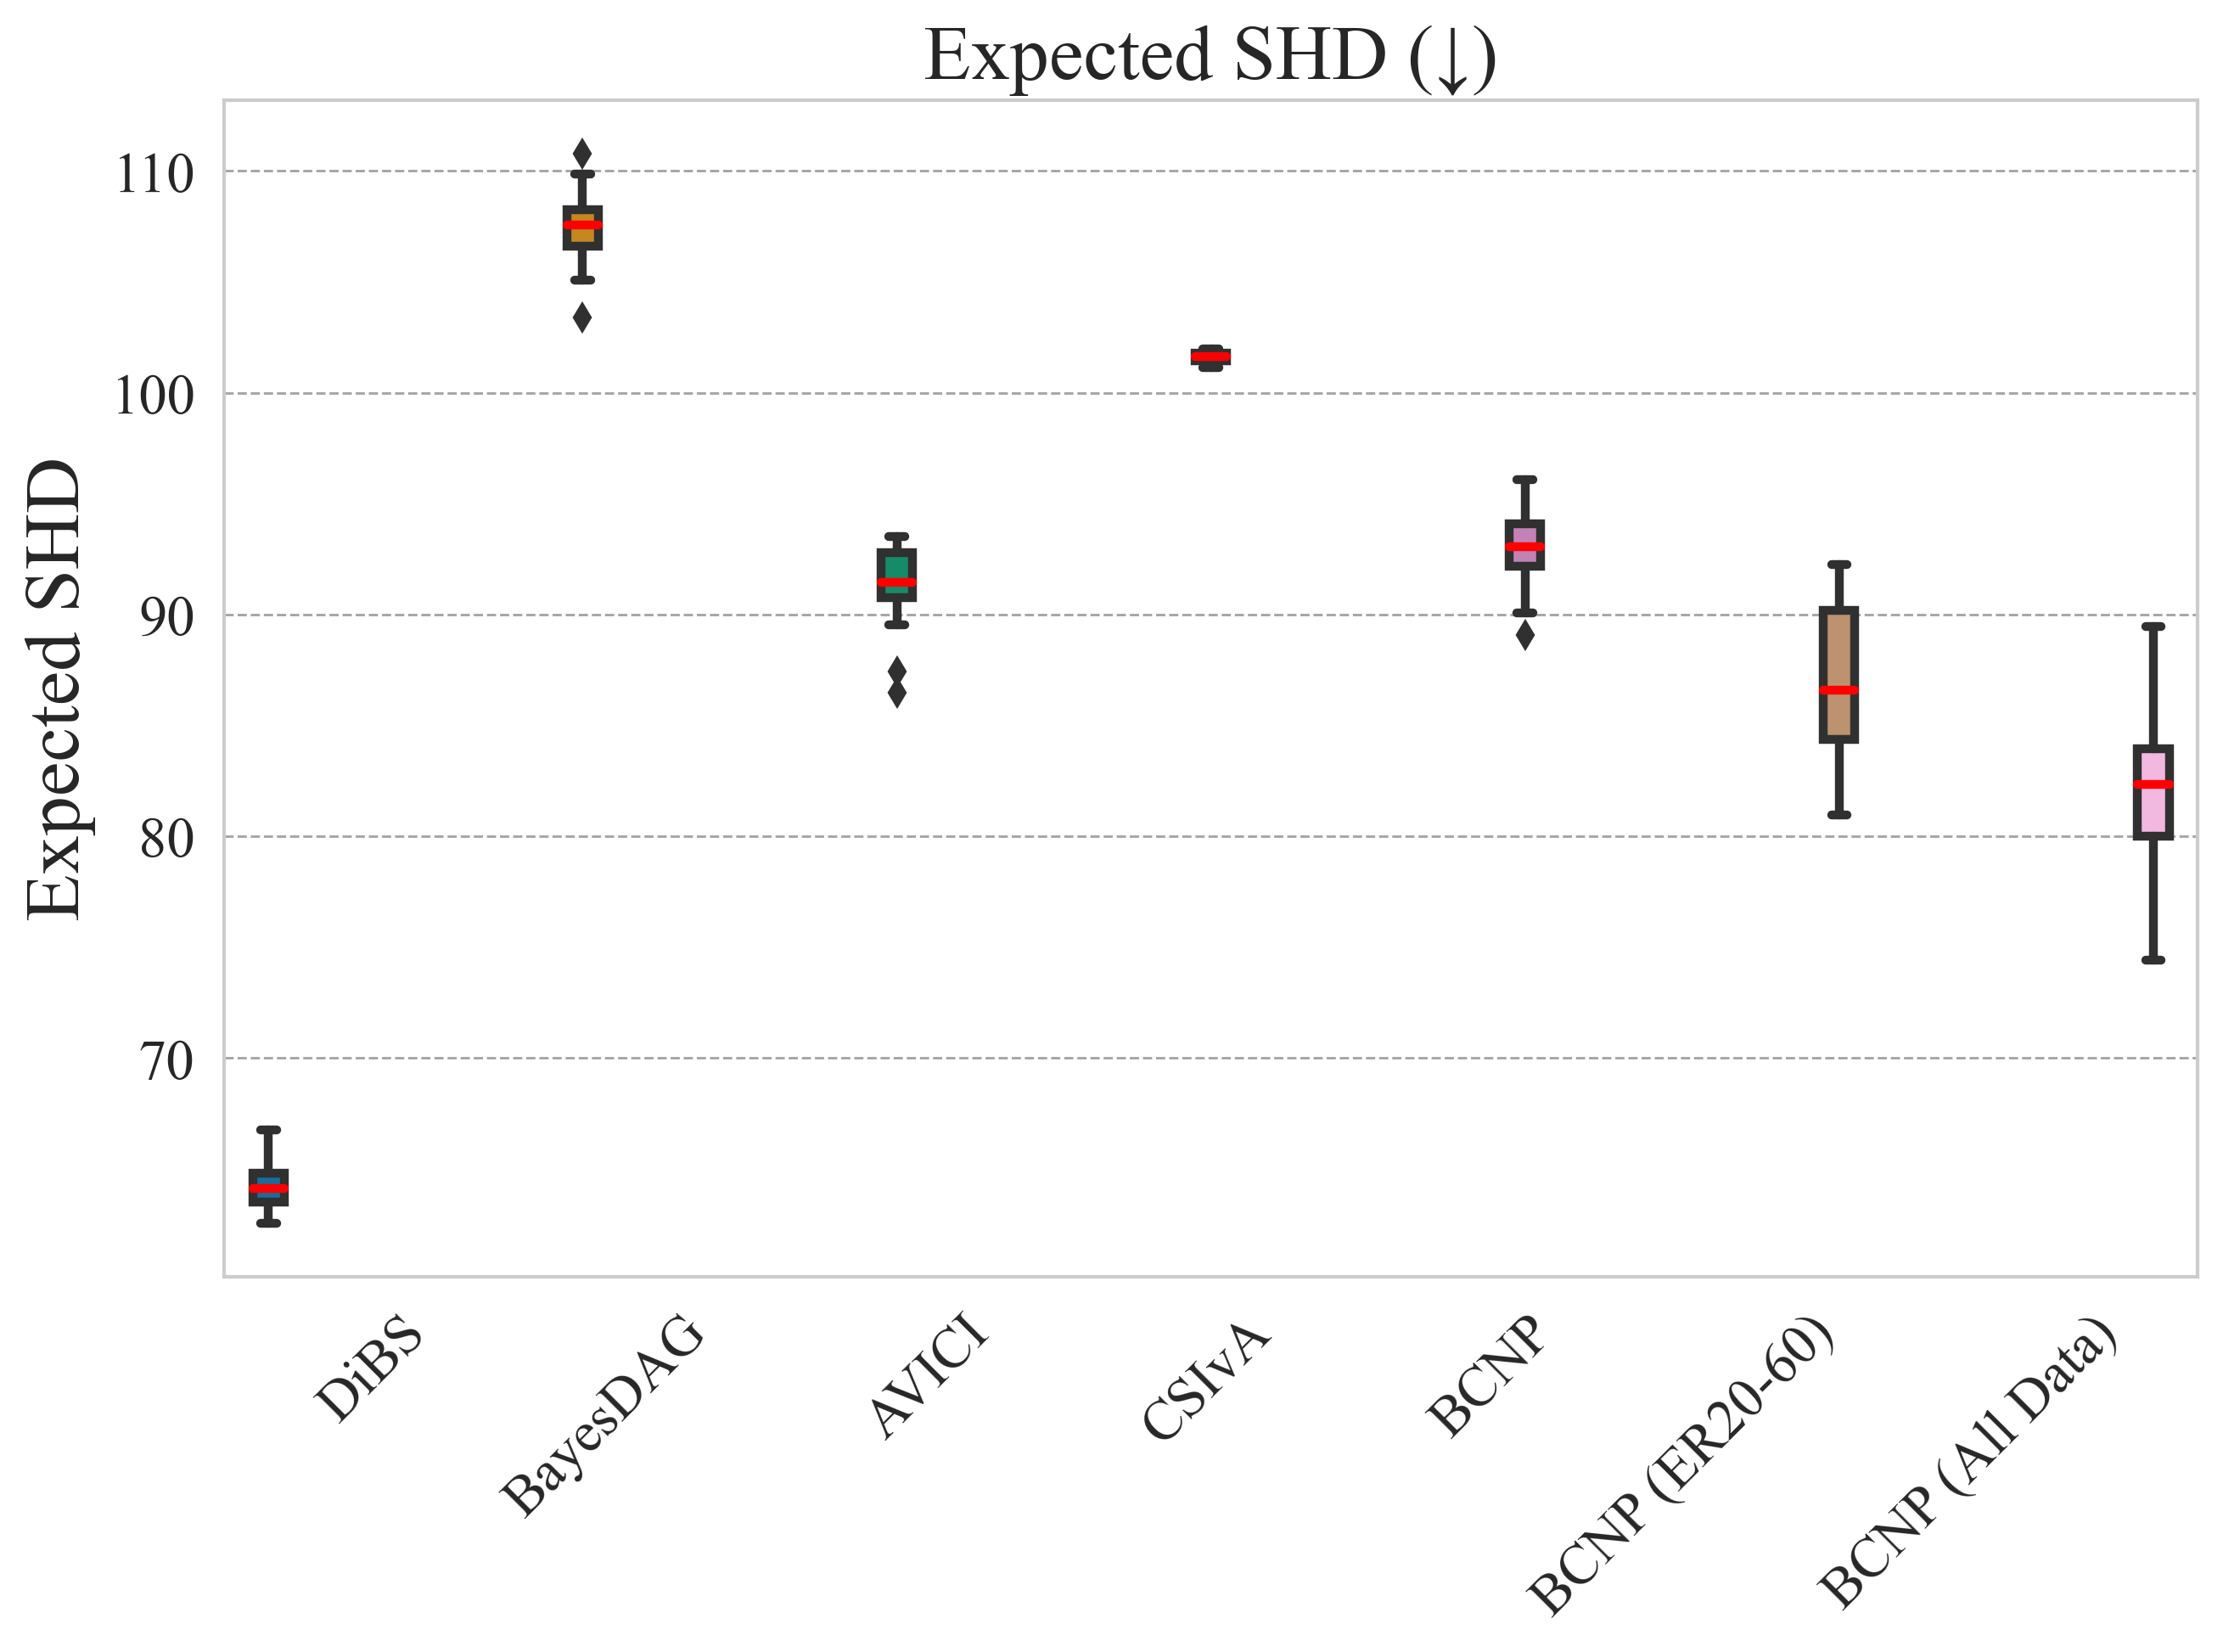 Expected SHD (↓)
Expected SHD
110
100
90
80
70
DiBS
BayesDAG
AVICI
CSIvA
BCNP
BCNP (ER20-60)
BCNP (All Data)